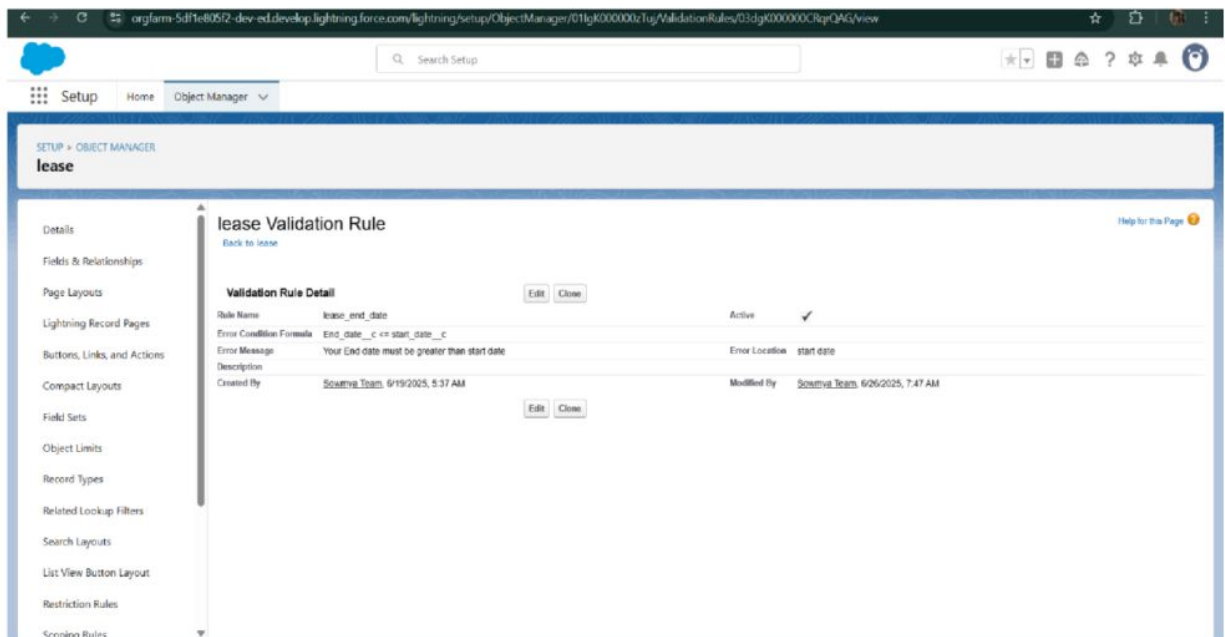 orgfarm-5df1e805f2-dev-ed.develop.lightning.force.com/lightning/setup/ObjectManager/01IgK000000zTuj/ValidationRules/03dgK000000CRqrQAG/view
Search Setup
Setup Home Object Manager
SETUP > OBJECT MANAGER
lease
Details
Fields & Relationships
Page Layouts
Lightning Record Pages
Buttons, Links, and Actions
Compact Layouts
Field Sets
Object Limits
Record Types
Related Lookup Filters
Search Layouts
List View Button Layout
Restriction Rules
Scoping Rules
lease Validation Rule
Help for this Page
Back to lease
Validation Rule Detail Edit Clone
Rule Name lease_end_date Active
Error Condition Formula End_date__c <= start_date__c
Error Message Your End date must be greater than start date Error Location start date
Description
Created By Sowmya Team, 6/19/2025, 5:37 AM Modified By Sowmya Team, 6/26/2025, 7:47 AM
Edit Clone